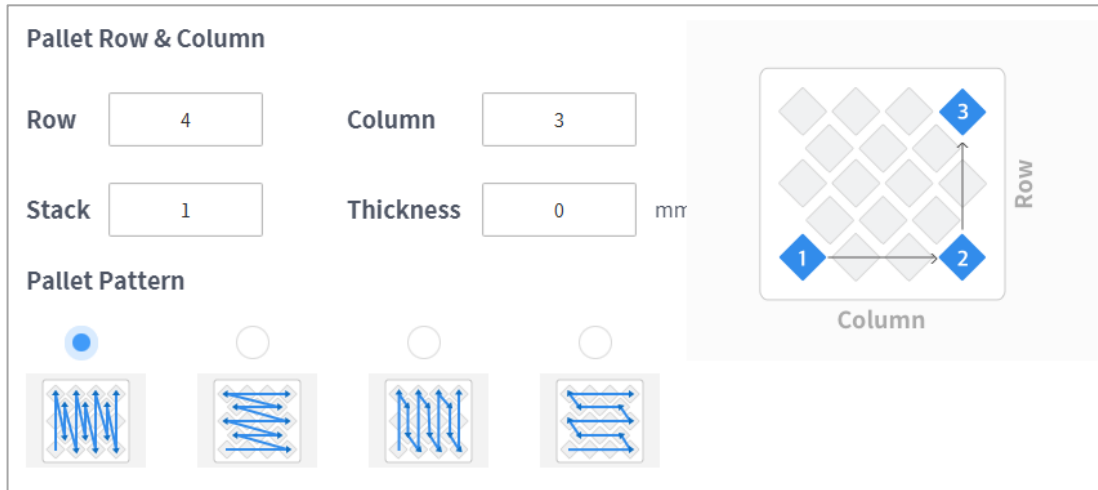 Pallet Row & Column
Row 4 Column 3
Stack 1 Thickness 0 mm
Pallet Pattern
3
Row
1 2
Column